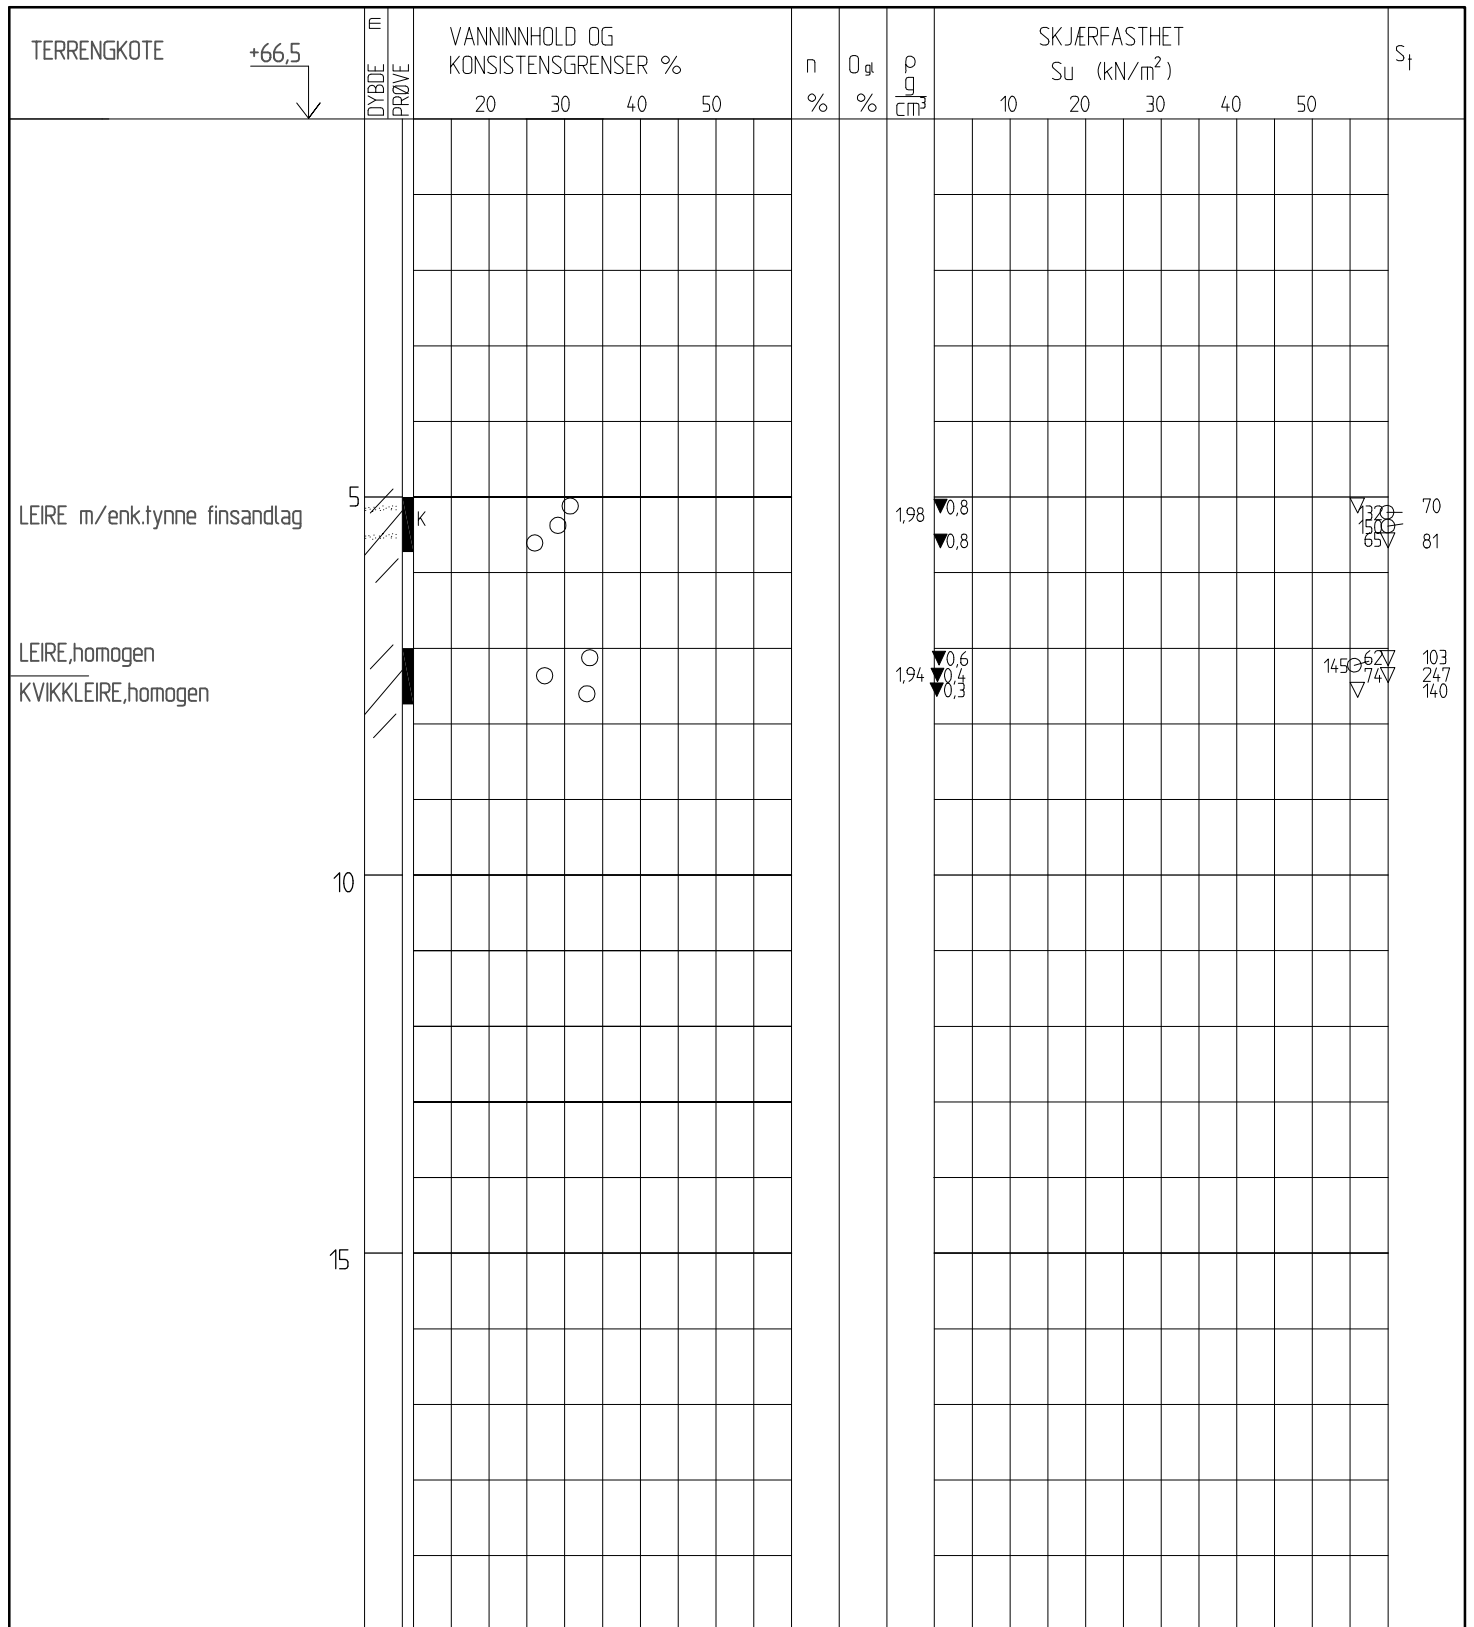 TERRENGKOTE +66,5
DYBDE m
PRØVE
VANNINNHOLD OG
KONSISTENSGRENSER %
20 30 40 50
n
%
O gl
%
ρ
g
cm³
SKJÆRFASTHET
Su (kN/m²)
10 20 30 40 50
St
5
LEIRE m/enk.tynne finsandlag
K
1,98
0,8
0,8
132
150
65
70
81
LEIRE,homogen
KVIKKLEIRE,homogen
1,94
0,6
0,4
0,3
145
62
74
103
247
140
10
15